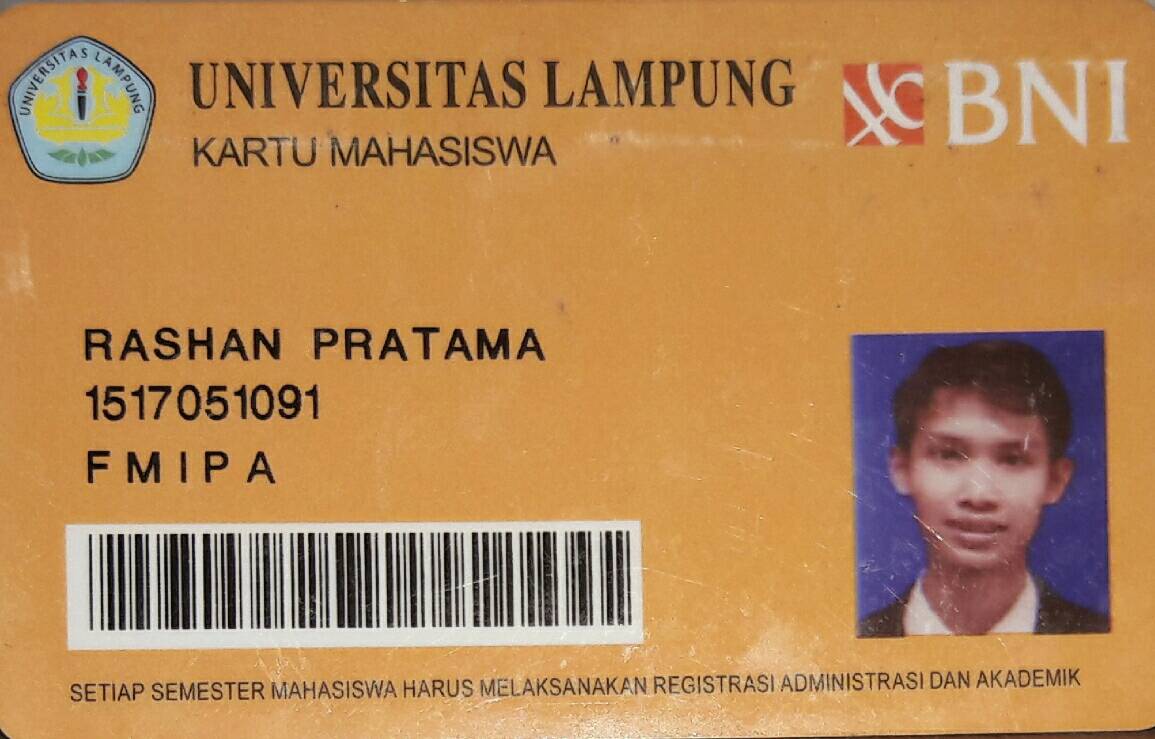 UNIVERSITAS LAMPUNG
UNIVERSITAS LAMPUNG
KARTU MAHASISWA
BNI
RASHAN PRATAMA
1517051091
FMIPA
SETIAP SEMESTER MAHASISWA HARUS MELAKSANAKAN REGISTRASI ADMINISTRASI DAN AKADEMIK